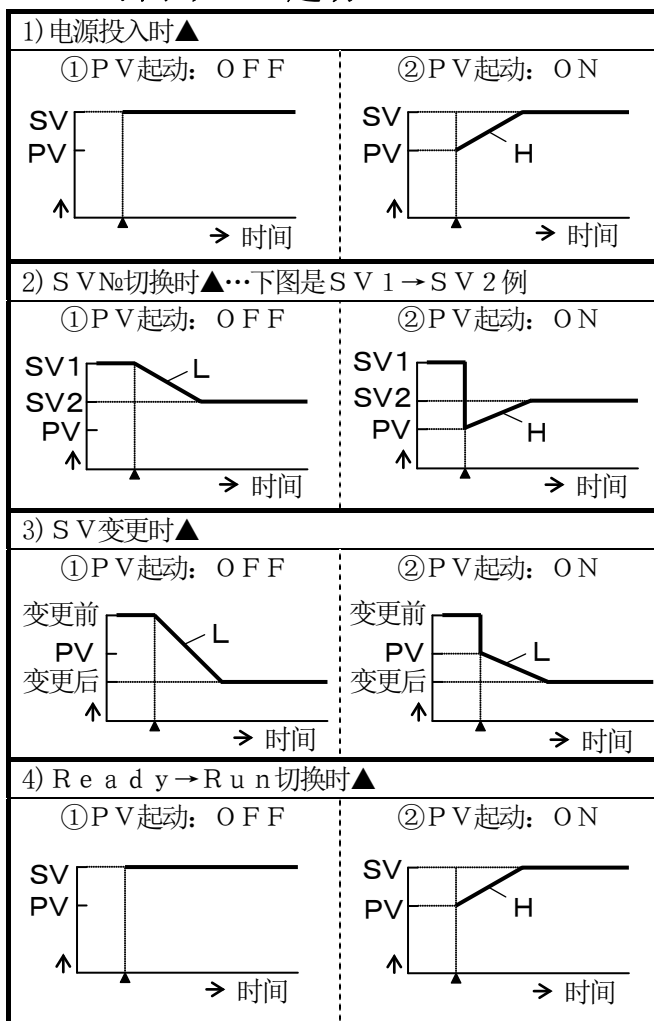 1)电源投入时▲
①PV起动：OFF
②PV起动：ON
SV
PV
↑
→ 时间
SV
PV
H
↑
→ 时间
2)SV№切换时▲…下图是SV1→SV2例
①PV起动：OFF
②PV起动：ON
SV1
SV2
PV
L
↑
→ 时间
SV1
SV2
PV
H
↑
→ 时间
3)SV变更时▲
①PV起动：OFF
②PV起动：ON
变更前
PV
变更后
L
↑
→ 时间
变更前
PV
变更后
L
↑
→ 时间
4)Ready→Run切换时▲
①PV起动：OFF
②PV起动：ON
SV
PV
↑
→ 时间
SV
PV
H
↑
→ 时间